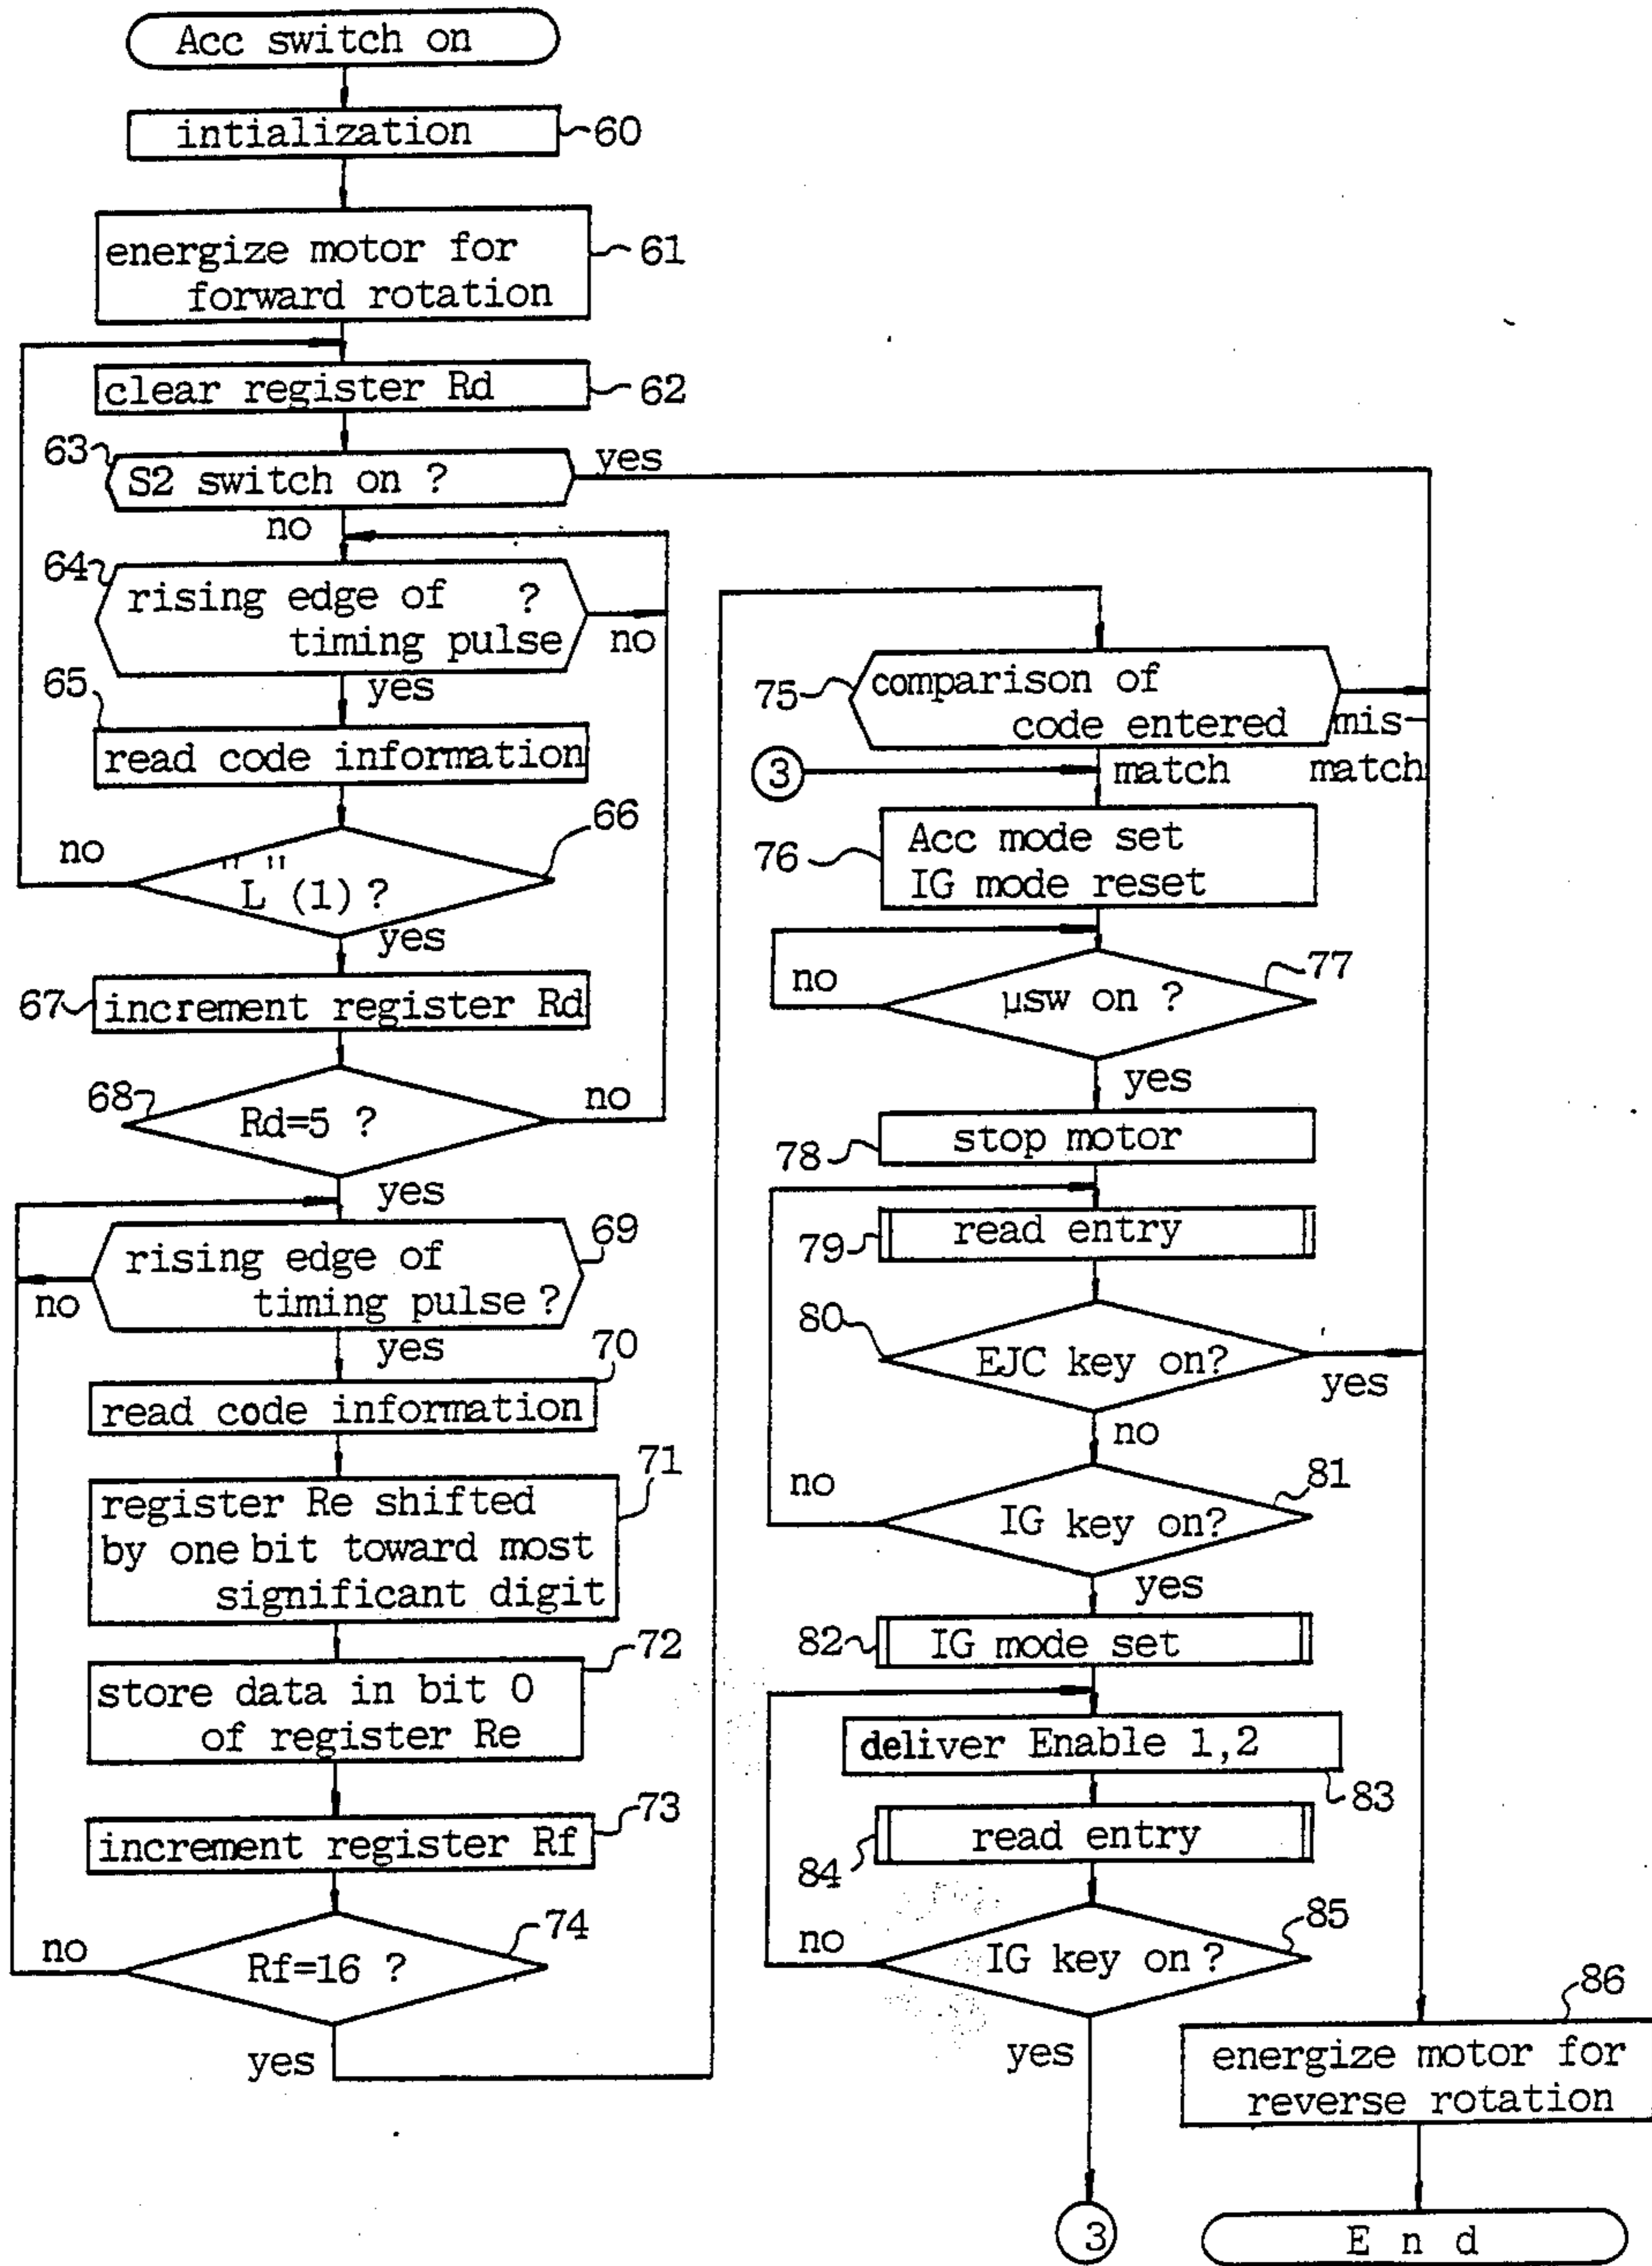 Acc switch on
intialization
60
energize motor for
forward rotation
61
clear register Rd
62
63
S2 switch on ?
yes
no
64
rising edge of ?
timing pulse
no
yes
65
read code information
66
no
"L"(1) ?
yes
67
increment register Rd
68
Rd=5 ?
no
yes
69
rising edge of
timing pulse ?
no
yes
70
read code information
71
register Re shifted
by one bit toward most
significant digit
72
store data in bit 0
of register Re
73
increment register Rf
74
no
Rf=16 ?
yes
75
comparison of
code entered
mis
match
3
match
76
Acc mode set
IG mode reset
77
no
µsw on ?
yes
78
stop motor
79
read entry
80
EJC key on?
yes
no
81
no
IG key on?
yes
82
IG mode set
deliver Enable 1,2
83
84
read entry
85
no
IG key on ?
yes
3
86
energize motor for
reverse rotation
E n d